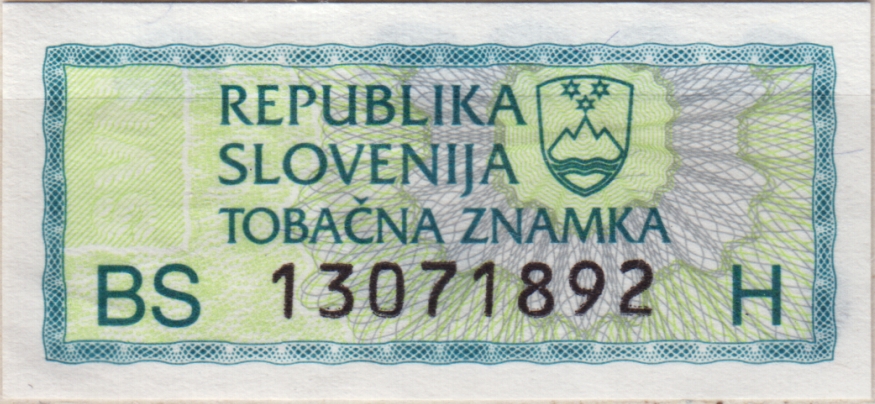 REPUBLIKA
SLOVENIJA
TOBAČNA ZNAMKA
BS 13071892 H